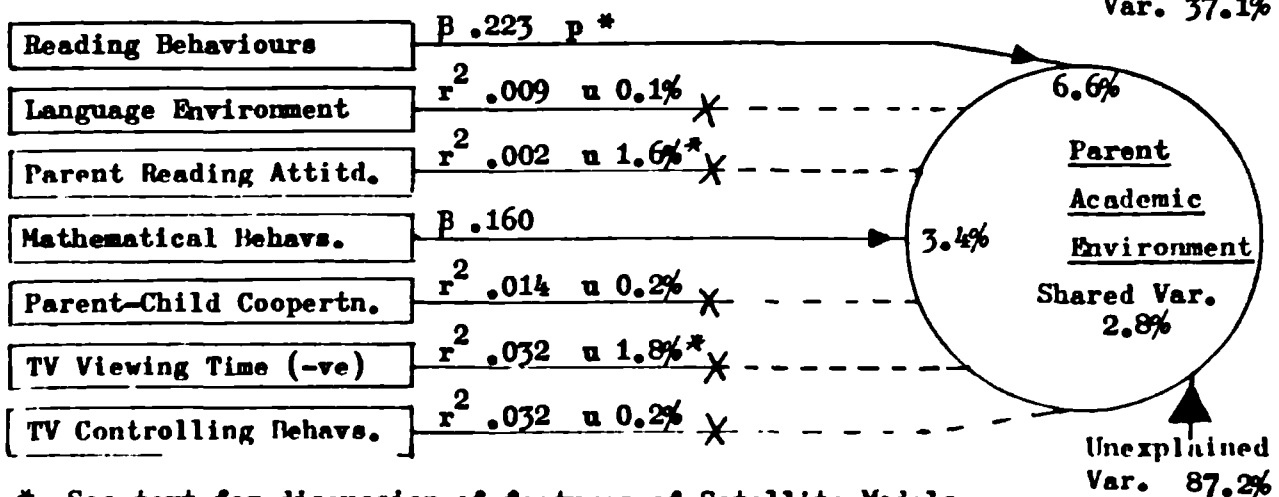 Var. 37.1%
Reading Behaviours β .223 p *
6.6%
Language Environment r2 .009 u 0.1%
Parent Reading Attitd. r2 .002 u 1.6%*
Parent
Academic
Mathematical Behavs. β .160
3.4%
Environment
Parent-Child Coopertn. r2 .014 u 0.2%
Shared Var.
2.8%
TV Viewing Time (-ve) r2 .032 u 1.8%*
TV Controlling Behavs. r2 .032 u 0.2%
Unexplained
Var. 87.2%
* See text for discussion of features of Satellite Models